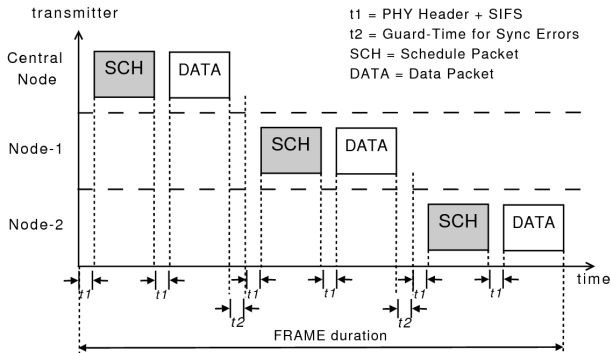 transmitter
t1 = PHY Header + SIFS
t2 = Guard-Time for Sync Errors
SCH = Schedule Packet
DATA = Data Packet
Central
Node
SCH
DATA
Node-1
SCH
DATA
Node-2
SCH
DATA
time
t1
t1
t1
t1
t1
t1
t2
t2
FRAME duration